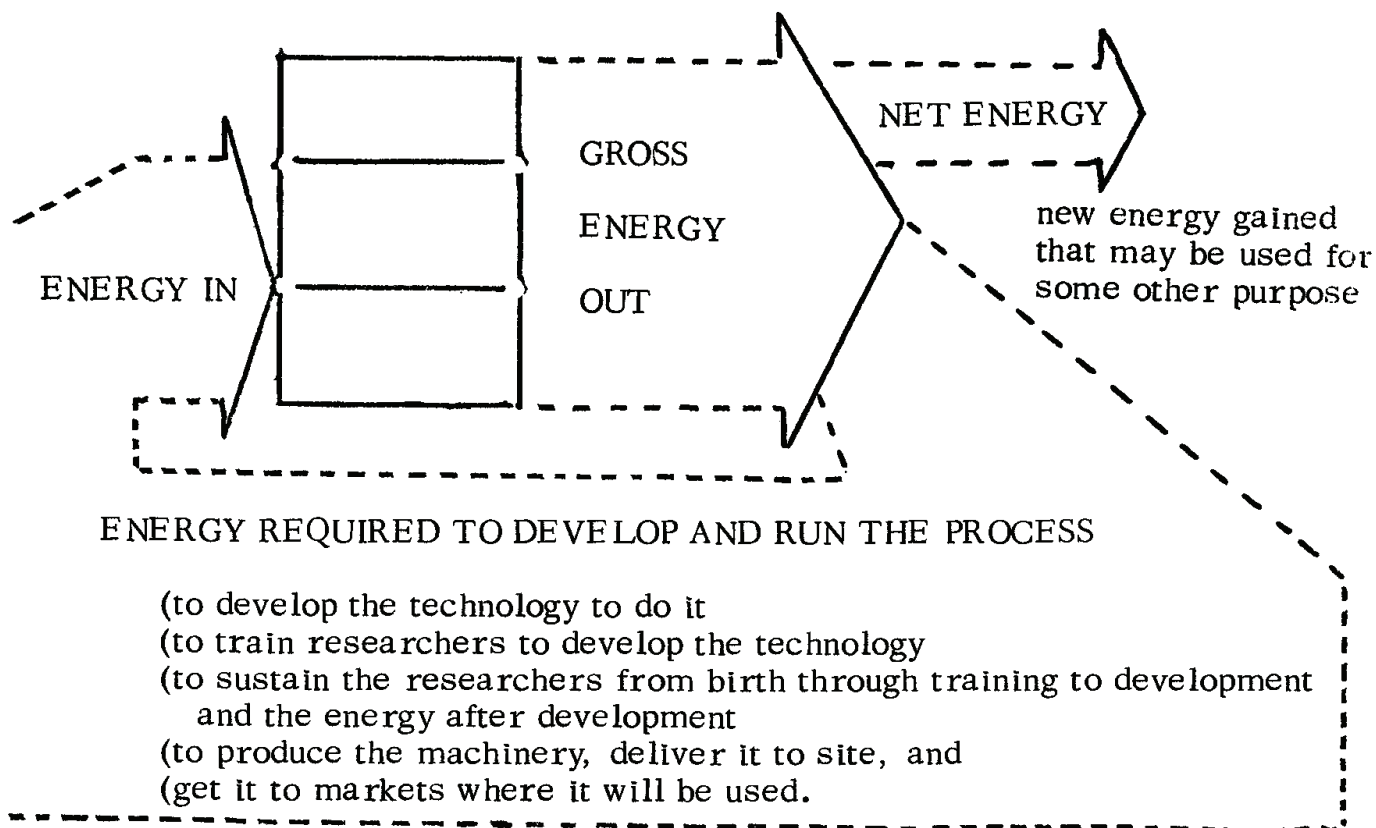 NET ENERGY
GROSS
ENERGY
OUT
new energy gained
that may be used for
some other purpose
ENERGY IN
ENERGY REQUIRED TO DEVELOP AND RUN THE PROCESS
(to develop the technology to do it
(to train researchers to develop the technology
(to sustain the researchers from birth through training to development
and the energy after development
(to produce the machinery, deliver it to site, and
(get it to markets where it will be used.